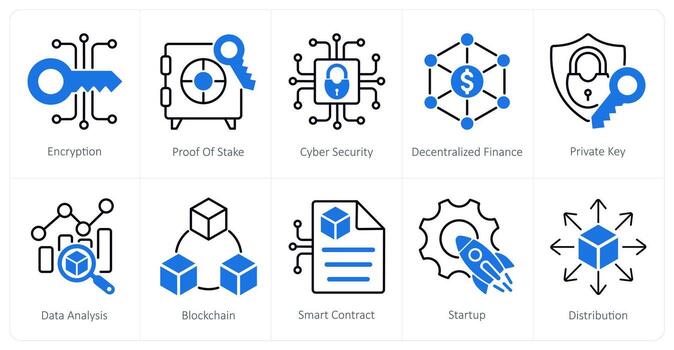 Encryption
Proof Of Stake
Cyber Security
Decentralized Finance
Private Key
$
Data Analysis
Blockchain
Smart Contract
Startup
Distribution